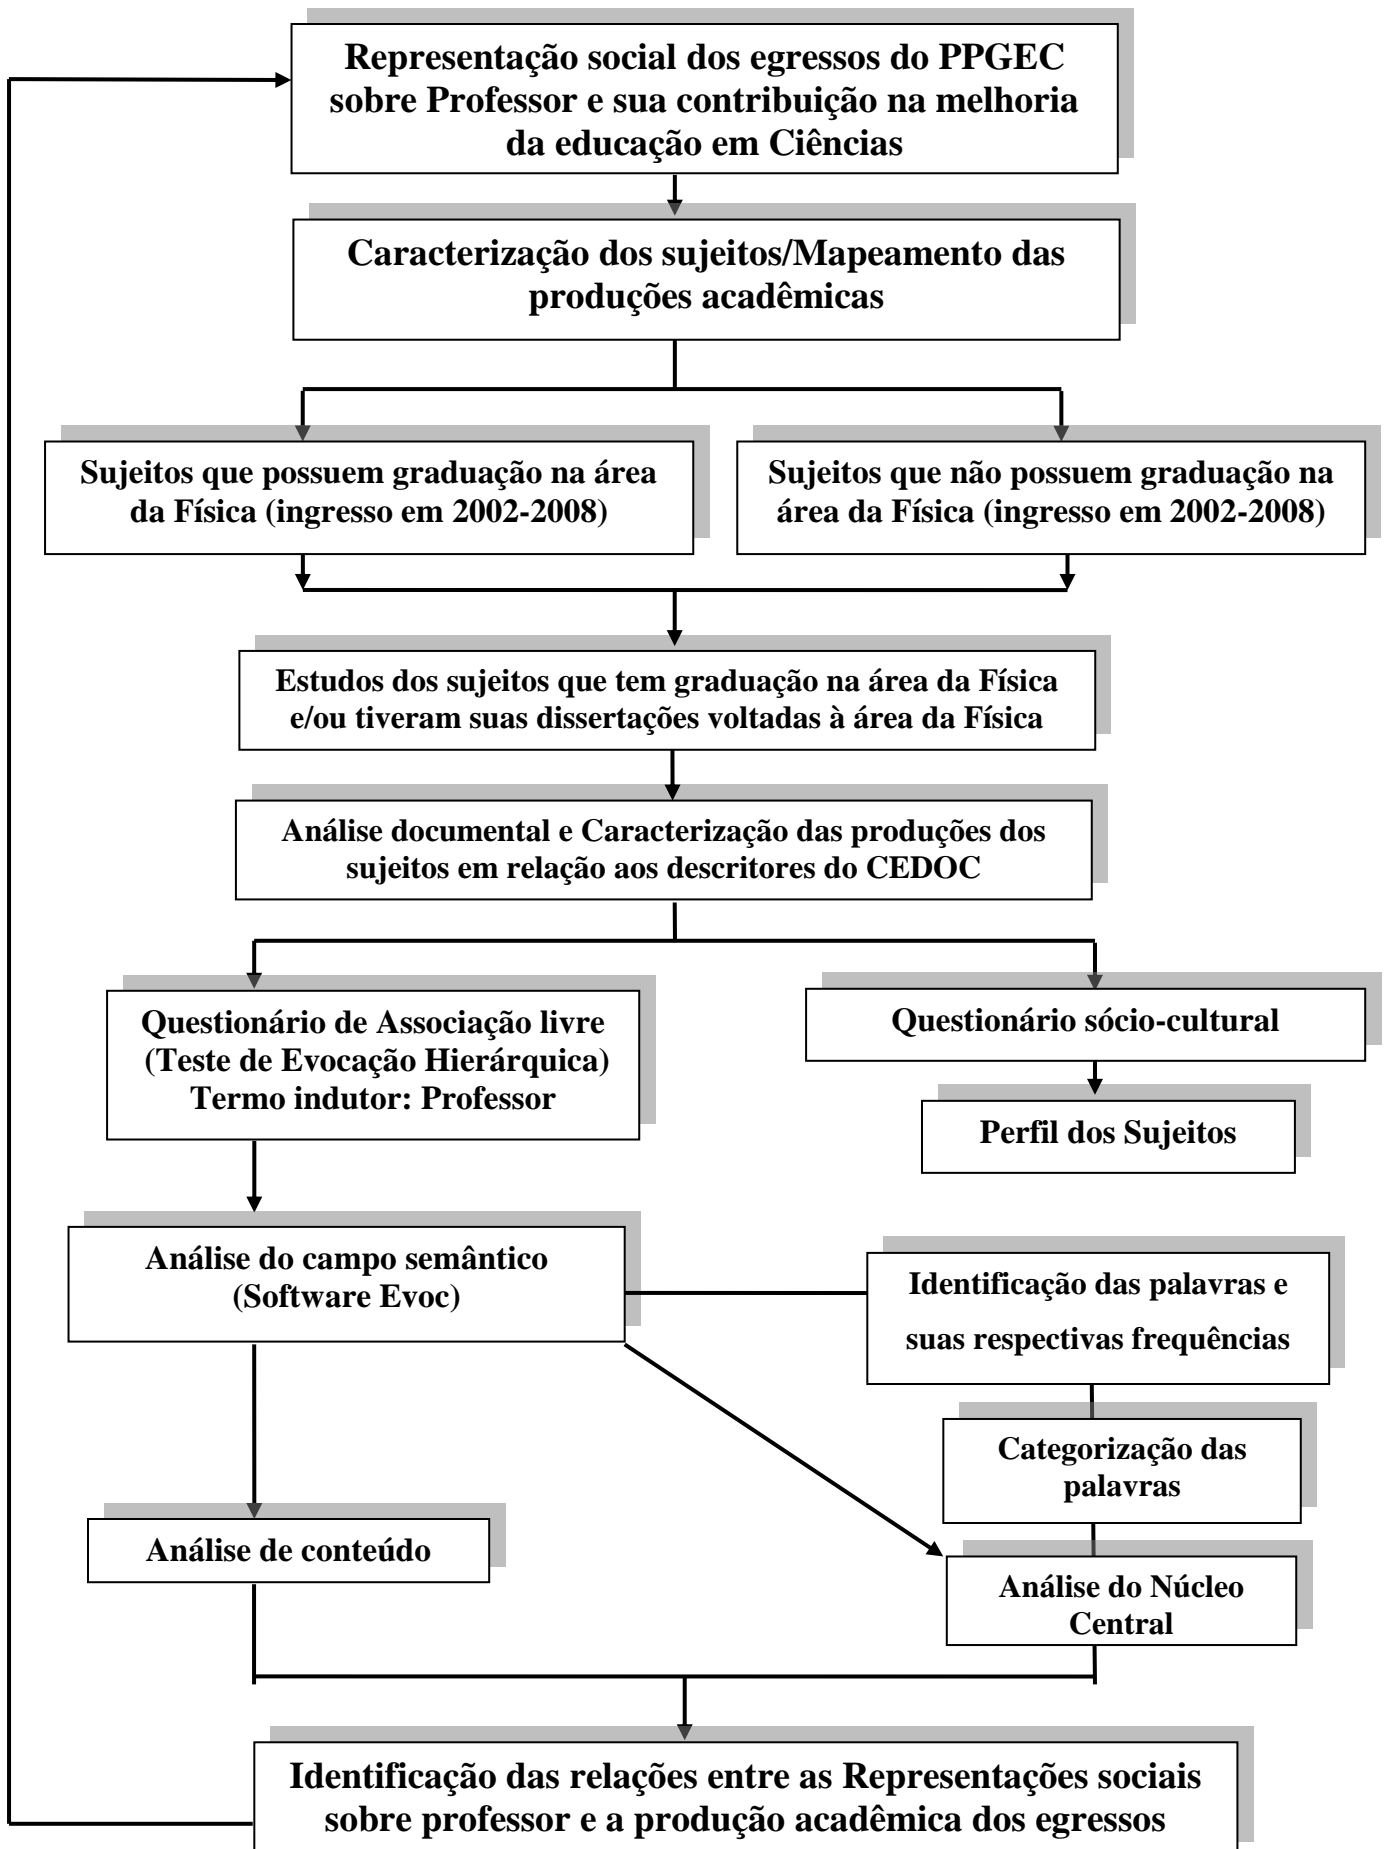 Representação social dos egressos do PPGEC
sobre Professor e sua contribuição na melhoria
da educação em Ciências
Caracterização dos sujeitos/Mapeamento das
produções acadêmicas
Sujeitos que possuem graduação na área
da Física (ingresso em 2002-2008)
Sujeitos que não possuem graduação na
área da Física (ingresso em 2002-2008)
Estudos dos sujeitos que tem graduação na área da Física
e/ou tiveram suas dissertações voltadas à área da Física
Análise documental e Caracterização das produções dos
sujeitos em relação aos descritores do CEDOC
Questionário de Associação livre
(Teste de Evocação Hierárquica)
Termo indutor: Professor
Questionário sócio-cultural
Perfil dos Sujeitos
Análise do campo semântico
(Software Evoc)
Identificação das palavras e
suas respectivas frequências
Categorização das
palavras
Análise de conteúdo
Análise do Núcleo
Central
Identificação das relações entre as Representações sociais
sobre professor e a produção acadêmica dos egressos